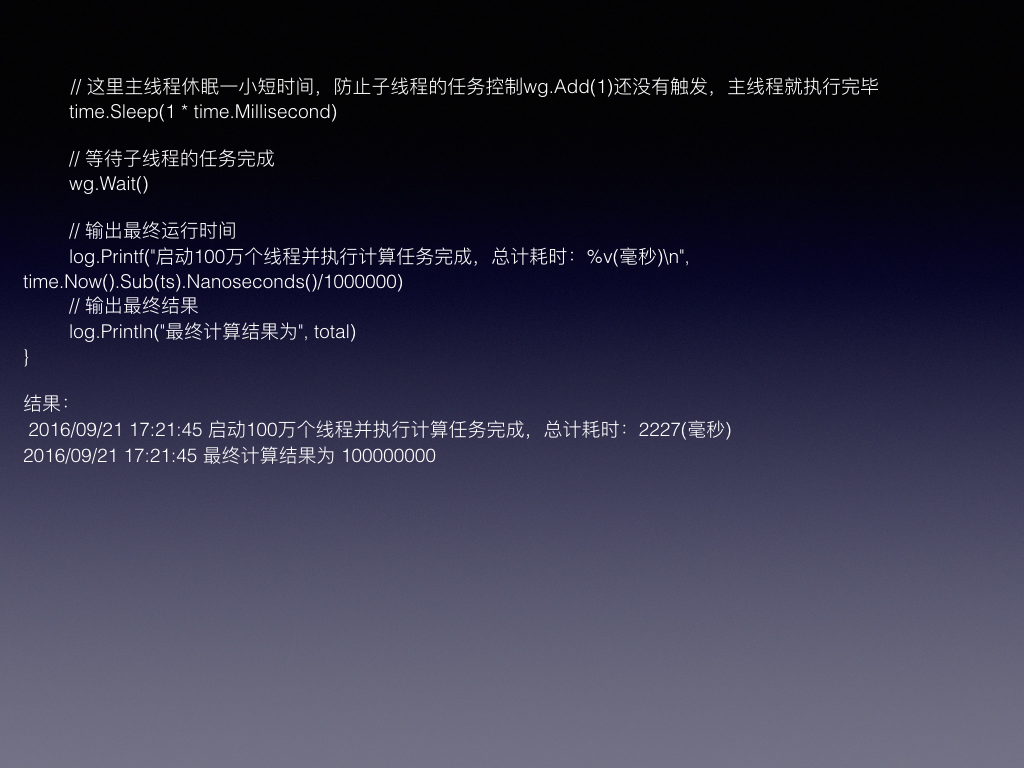 // 这里主线程休眠一小短时间，防止子线程的任务控制wg.Add(1)还没有触发，主线程就执行完毕
time.Sleep(1 * time.Millisecond)
// 等待子线程的任务完成
wg.Wait()
// 输出最终运行时间
log.Printf("启动100万个线程并执行计算任务完成，总计耗时：%v(毫秒)\n",
time.Now().Sub(ts).Nanoseconds()/1000000)
// 输出最终结果
log.Println("最终计算结果为", total)
}
结果：
2016/09/21 17:21:45 启动100万个线程并执行计算任务完成，总计耗时：2227(毫秒)
2016/09/21 17:21:45 最终计算结果为 100000000